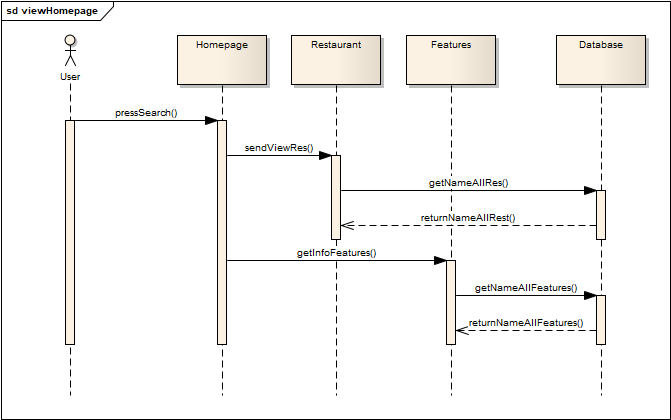 sd viewHomepage
User
Homepage
Restaurant
Features
Database
pressSearch()
sendViewRes()
getNameAllRes()
returnNameAllRest()
getInfoFeatures()
getNameAllFeatures()
returnNameAllFeatures()